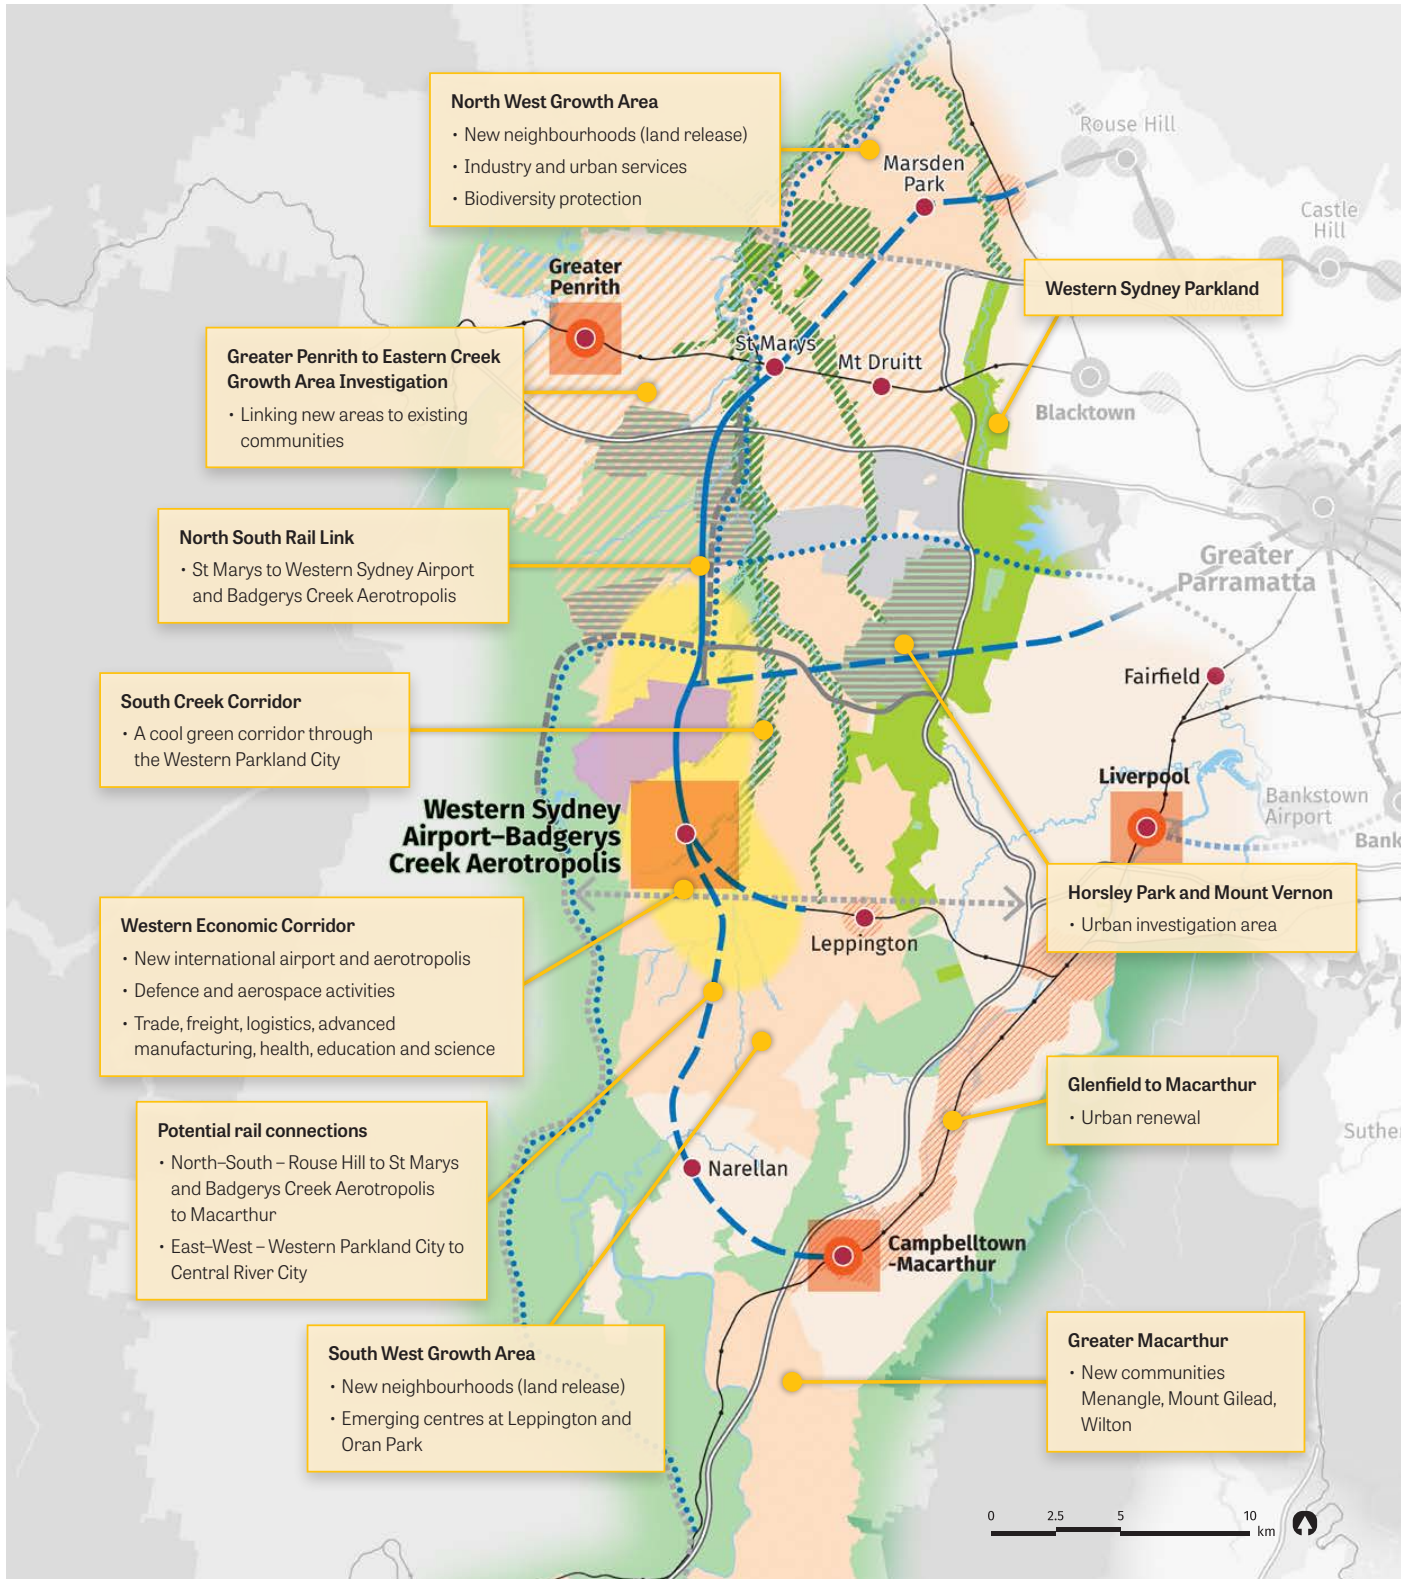 North West Growth Area
• New neighbourhoods (land release)
• Industry and urban services
• Biodiversity protection
Rouse Hill
Marsden
Park
Castle
Hill
Greater
Penrith
Western Sydney Parkland
Greater Penrith to Eastern Creek
Growth Area Investigation
• Linking new areas to existing
communities
St Marys
Mt Druitt
Blacktown
North South Rail Link
• St Marys to Western Sydney Airport
and Badgerys Creek Aerotropolis
Greater
Parramatta
Fairfield
South Creek Corridor
• A cool green corridor through
the Western Parkland City
Liverpool
Bankstown
Airport
Bank
Western Sydney
Airport–Badgerys
Creek Aerotropolis
Horsley Park and Mount Vernon
• Urban investigation area
Western Economic Corridor
• New international airport and aerotropolis
• Defence and aerospace activities
• Trade, freight, logistics, advanced
manufacturing, health, education and science
Leppington
Glenfield to Macarthur
• Urban renewal
Suther
Potential rail connections
• North–South – Rouse Hill to St Marys
and Badgerys Creek Aerotropolis
to Macarthur
• East–West – Western Parkland City to
Central River City
Narellan
Campbelltown
-Macarthur
South West Growth Area
• New neighbourhoods (land release)
• Emerging centres at Leppington and
Oran Park
Greater Macarthur
• New communities
Menangle, Mount Gilead,
Wilton
0 2.5 5 10
km